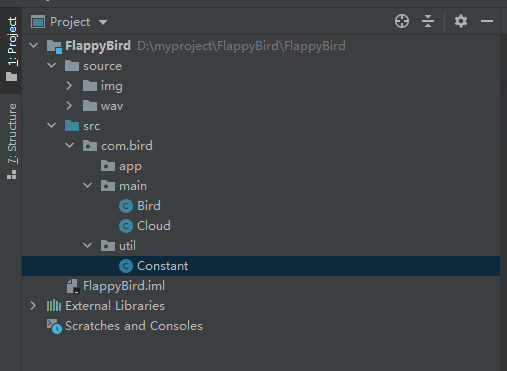 Project
1: Project
7: Structure
FlappyBird D:\myproject\FlappyBird\FlappyBird
source
img
wav
src
com.bird
app
main
Bird
Cloud
util
Constant
FlappyBird.iml
External Libraries
Scratches and Consoles